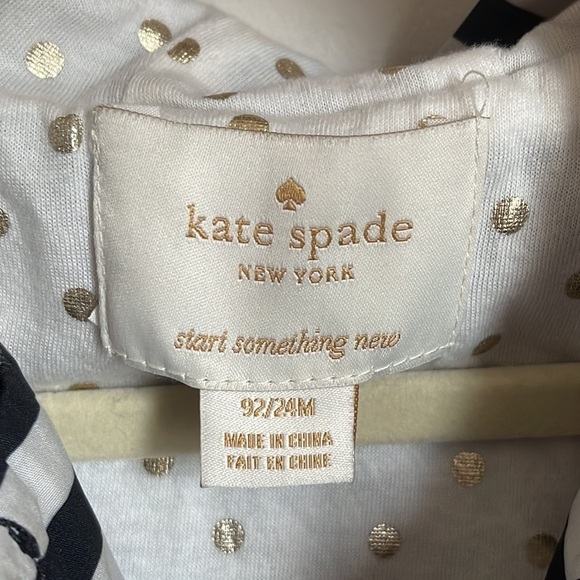 kate spade
NEW YORK
start something new
92/24M
MADE IN CHINA
FAIT EN CHINE